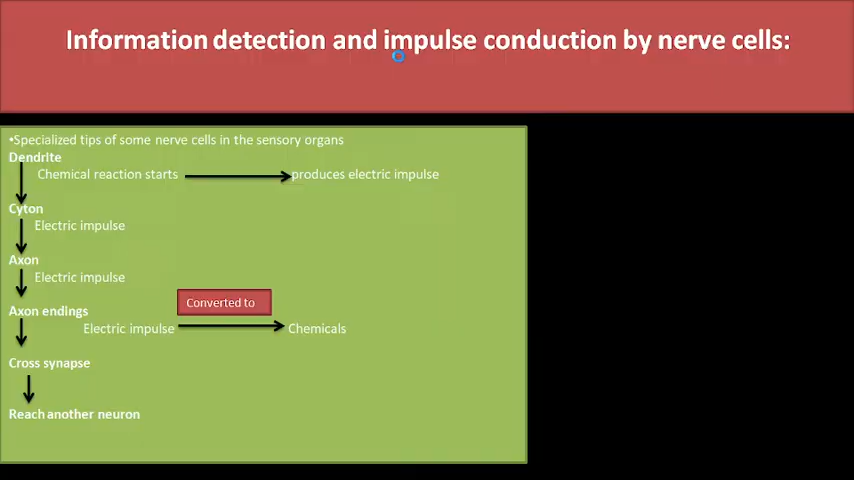 Information detection and impulse conduction by nerve cells:
•Specialized tips of some nerve cells in the sensory organs
Dendrite
Chemical reaction starts produces electric impulse
Cyton
Electric impulse
Axon
Electric impulse
Converted to
Axon endings
Electric impulse Chemicals
Cross synapse
Reach another neuron